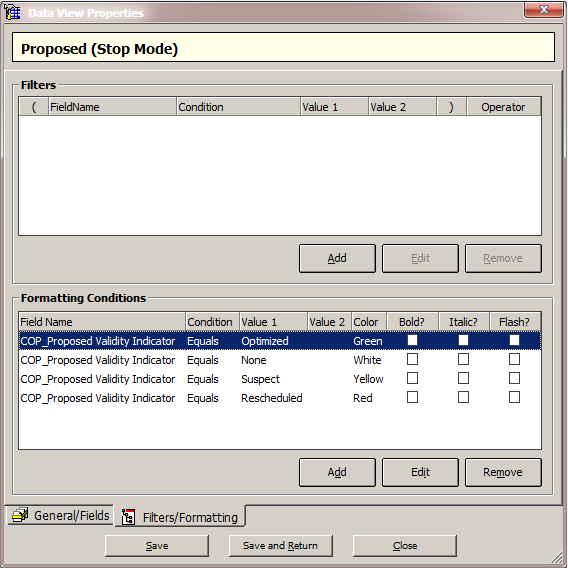 Data View Properties
Proposed (Stop Mode)
Filters
( FieldName Condition Value 1 Value 2 ) Operator
Add Edit Remove
Formatting Conditions
Field Name Condition Value 1 Value 2 Color Bold? Italic? Flash?
COP_Proposed Validity Indicator Equals Optimized Green
COP_Proposed Validity Indicator Equals None White
COP_Proposed Validity Indicator Equals Suspect Yellow
COP_Proposed Validity Indicator Equals Rescheduled Red
Add Edit Remove
General/Fields Filters/Formatting
Save Save and Return Close